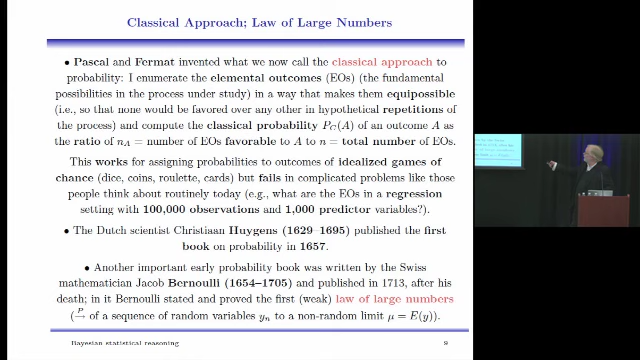 Classical Approach; Law of Large Numbers
• Pascal and Fermat invented what we now call the classical approach to
probability: I enumerate the elemental outcomes (EOs) (the fundamental
possibilities in the process under study) in a way that makes them equipossible
(i.e., so that none would be favored over any other in hypothetical repetitions of
the process) and compute the classical probability P_C(A) of an outcome A as
the ratio of n_A = number of EOs favorable to A to n = total number of EOs.
This works for assigning probabilities to outcomes of idealized games of
chance (dice, coins, roulette, cards) but fails in complicated problems like those
people think about routinely today (e.g., what are the EOs in a regression
setting with 100,000 observations and 1,000 predictor variables?).
• The Dutch scientist Christiaan Huygens (1629–1695) published the first
book on probability in 1657.
• Another important early probability book was written by the Swiss
mathematician Jacob Bernoulli (1654–1705) and published in 1713, after his
death; in it Bernoulli stated and proved the first (weak) law of large numbers
(P→ of a sequence of random variables y_n to a non-random limit μ = E(y)).
Bayesian statistical reasoning 9